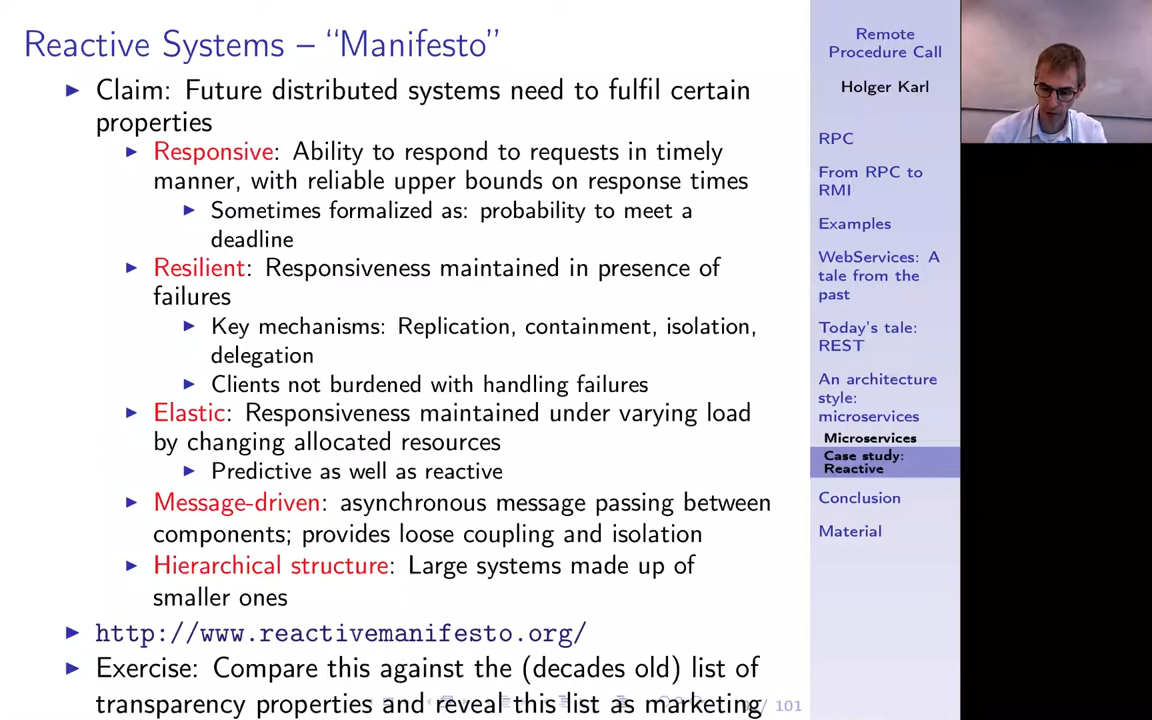 Reactive Systems – “Manifesto”
Claim: Future distributed systems need to fulfil certain
properties
Responsive: Ability to respond to requests in timely
manner, with reliable upper bounds on response times
Sometimes formalized as: probability to meet a
deadline
Resilient: Responsiveness maintained in presence of
failures
Key mechanisms: Replication, containment, isolation,
delegation
Clients not burdened with handling failures
Elastic: Responsiveness maintained under varying load
by changing allocated resources
Predictive as well as reactive
Message-driven: asynchronous message passing between
components; provides loose coupling and isolation
Hierarchical structure: Large systems made up of
smaller ones
http://www.reactivemanifesto.org/
Exercise: Compare this against the (decades old) list of
transparency properties and reveal this list as marketing
/ 101
Remote
Procedure Call
Holger Karl
RPC
From RPC to
RMI
Examples
WebServices: A
tale from the
past
Today's tale:
REST
An architecture
style:
microservices
Microservices
Case study:
Reactive
Conclusion
Material